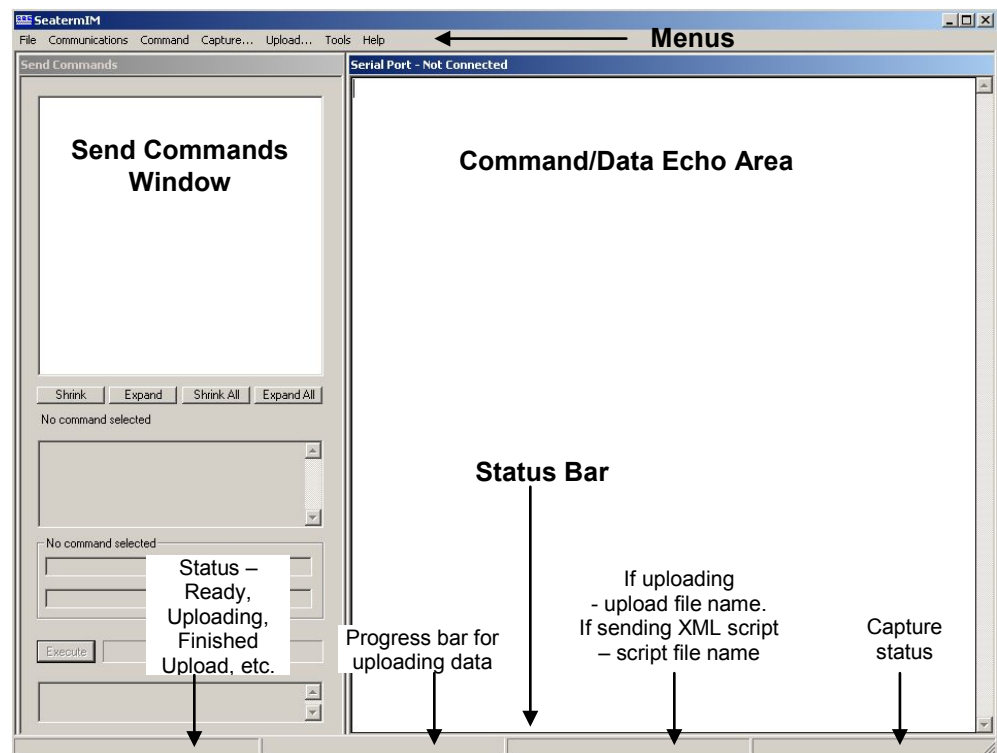 SeatermIM
File Communications Command Capture... Upload... Tools Help
Menus
Send Commands
Serial Port - Not Connected
Send Commands
Window
Command/Data Echo Area
Shrink Expand Shrink All Expand All
No command selected
Status Bar
No command selected
Status –
Ready,
Uploading,
Finished
Upload, etc.
Execute
Progress bar for
uploading data
If uploading
- upload file name.
If sending XML script
– script file name
Capture
status